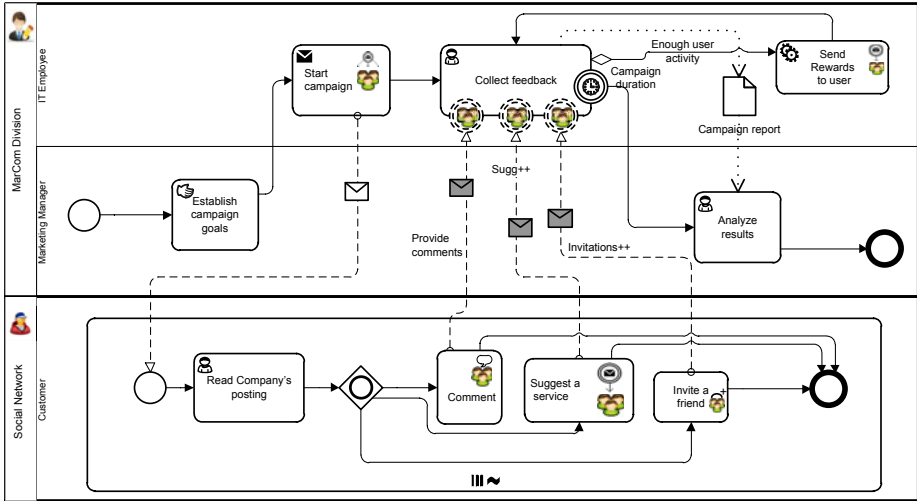 MarCom Division
IT Employee
Start
campaign
Collect feedback
Enough user
activity
Campaign
duration
Send
Rewards
to user
Campaign report
Marketing Manager
Establish
campaign
goals
Provide
comments
Sugg++
Invitations++
Analyze
results
Social Network
Customer
Read Company's
posting
Comment
Suggest a
service
Invite a
friend